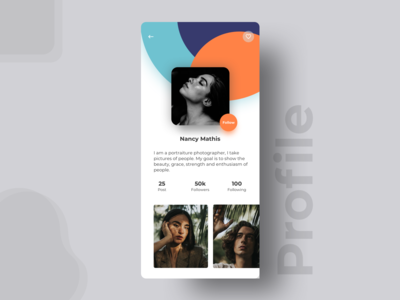 Follow
Nancy Mathis
I am a portraiture photographer, I take
pictures of people. My goal is to show the
beauty, grace, strength and enthusiasm of
people.
25 50k 100
Post Followers Following
Profile